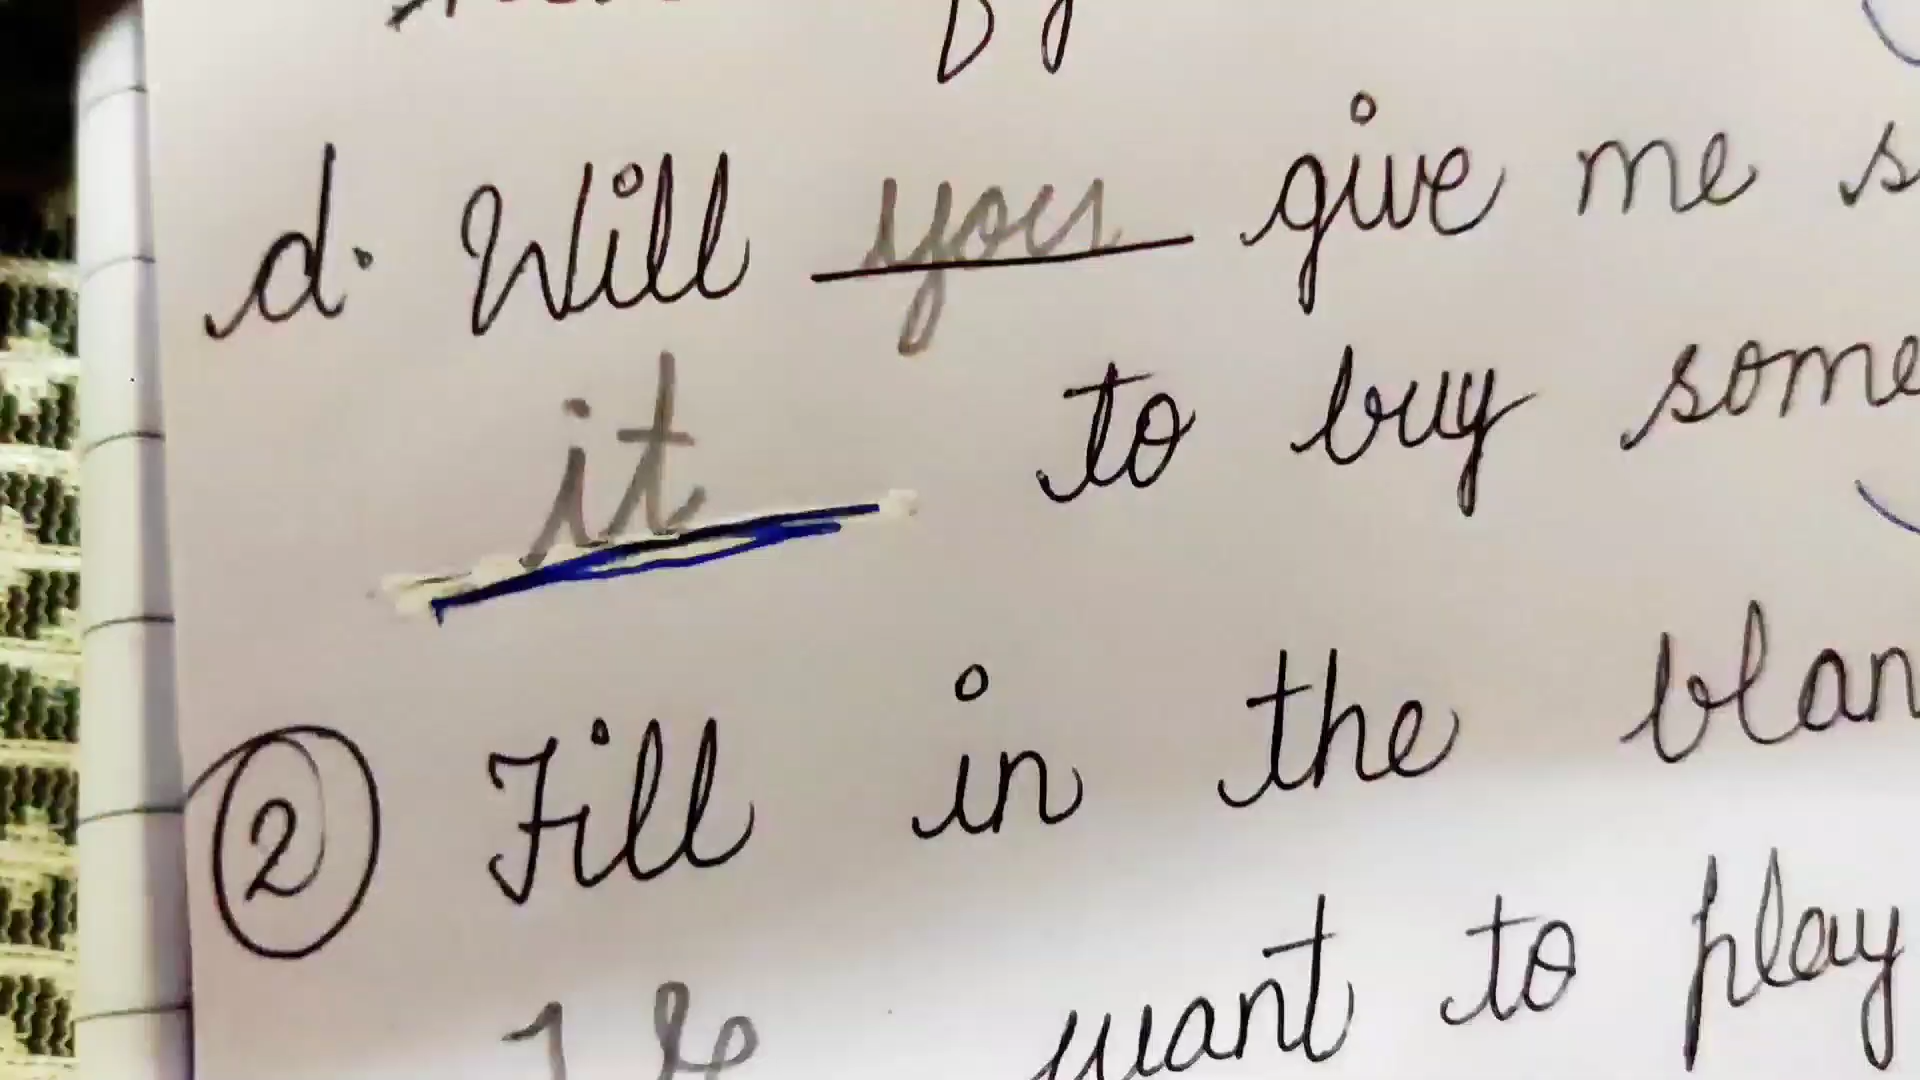 d. Will you give me s
it to buy some
2 Fill in the blan
want to play